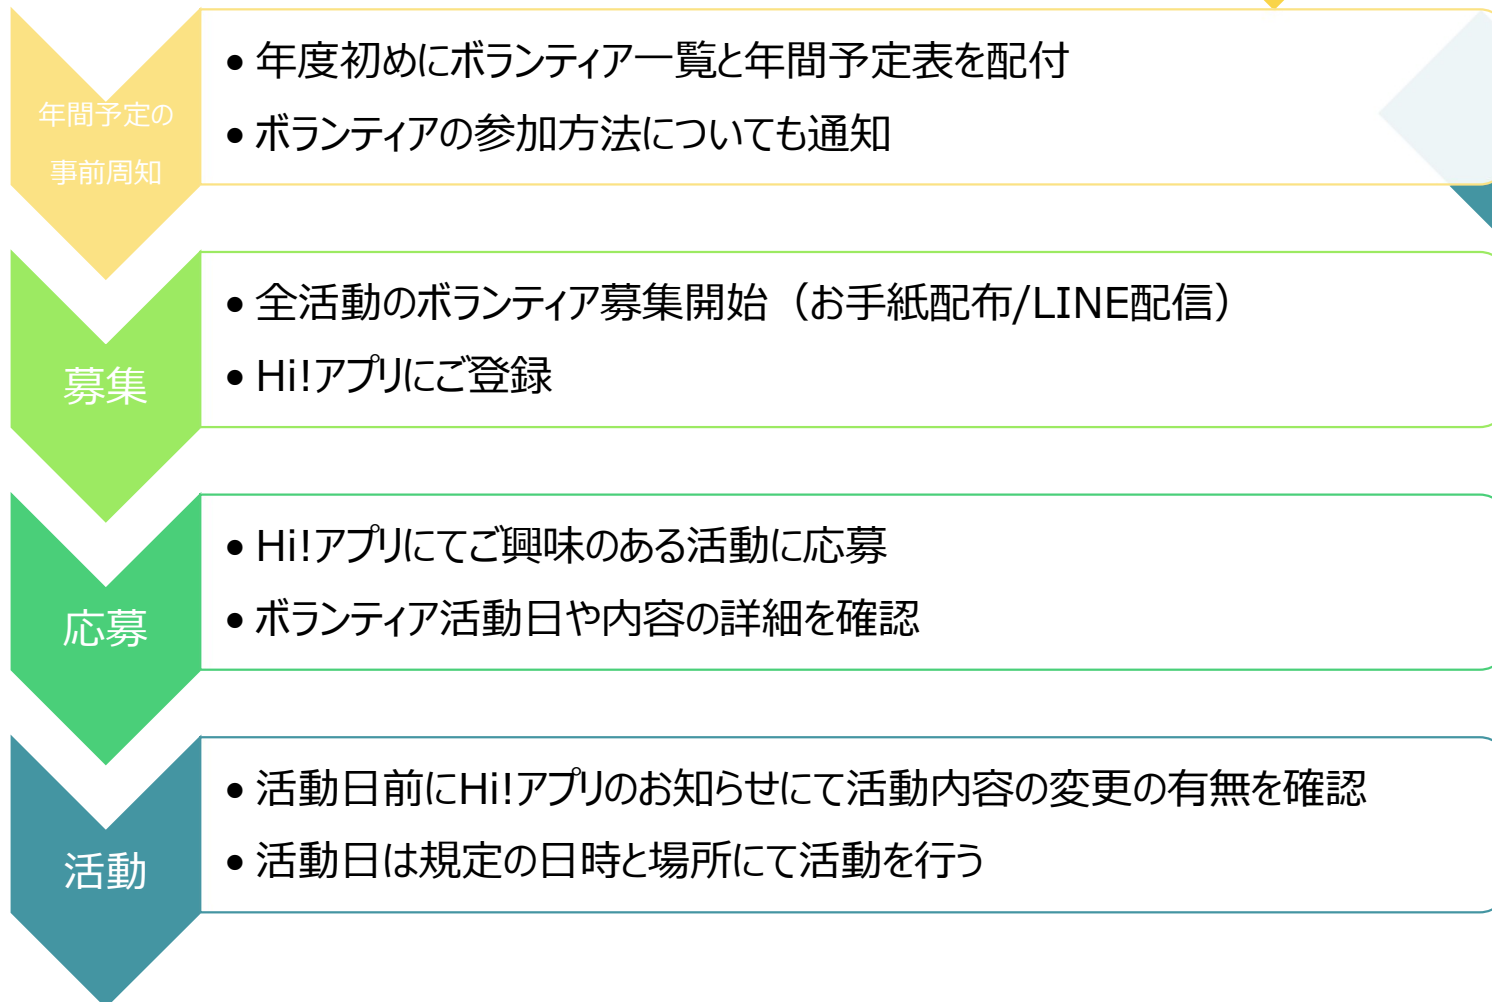 年間予定の
事前周知
• 年度初めにボランティア一覧と年間予定表を配付
• ボランティアの参加方法についても通知
募集
• 全活動のボランティア募集開始（お手紙配布/LINE配信）
• Hi!アプリにご登録
応募
• Hi!アプリにてご興味のある活動に応募
• ボランティア活動日や内容の詳細を確認
活動
• 活動日前にHi!アプリのお知らせにて活動内容の変更の有無を確認
• 活動日は規定の日時と場所にて活動を行う